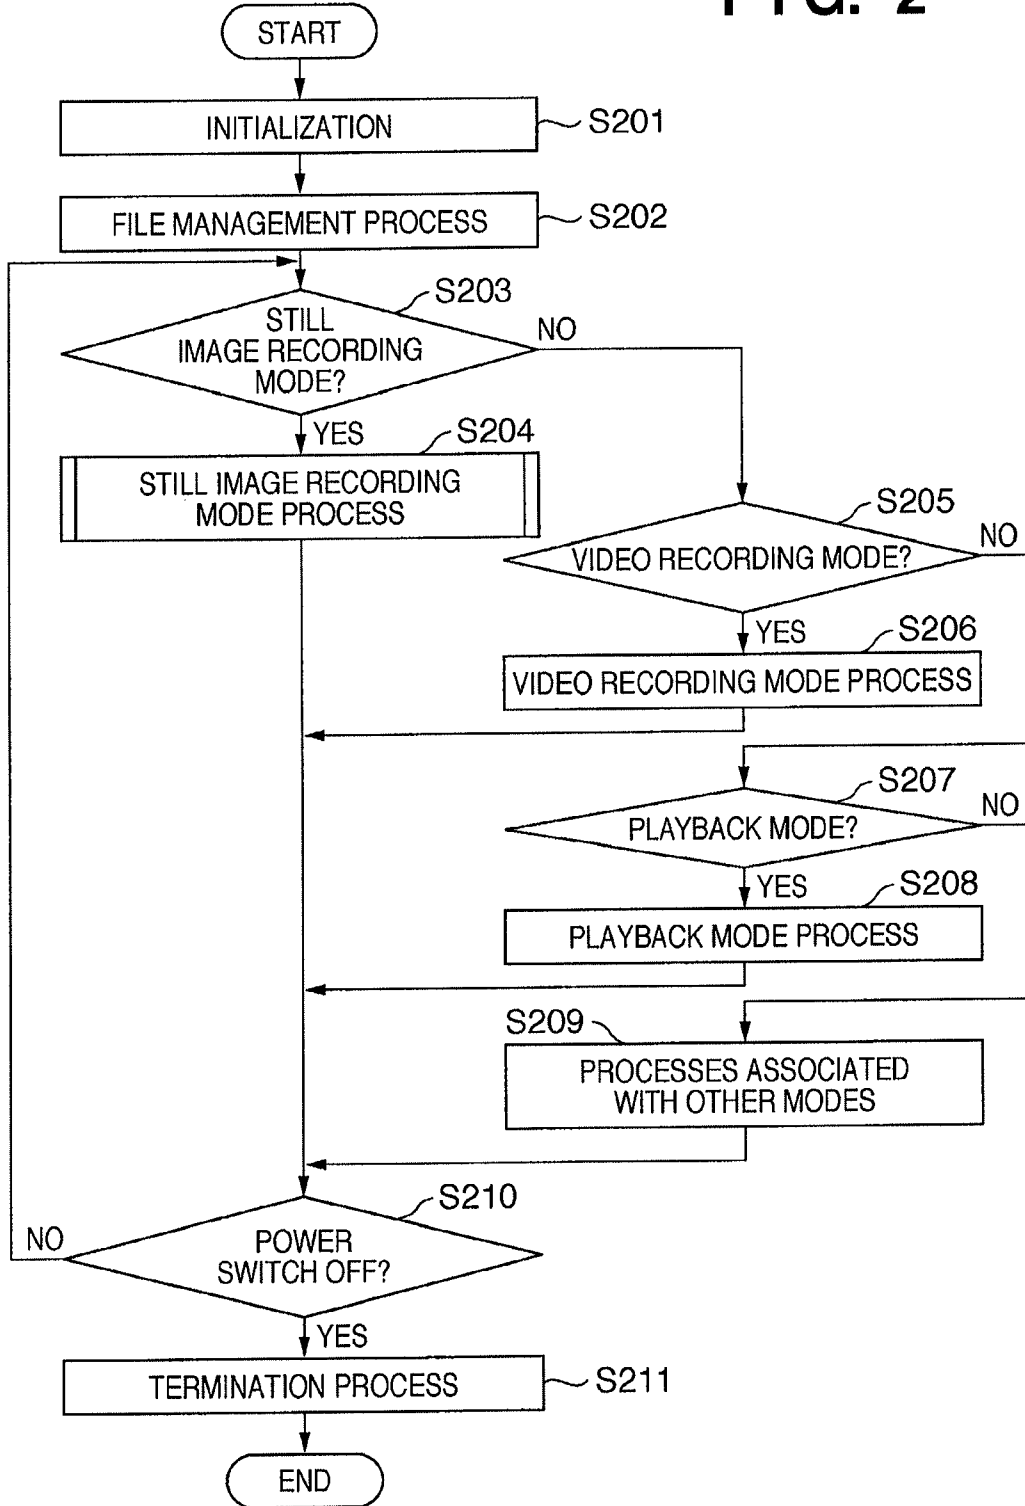 FIG. 2
START
INITIALIZATION
S201
FILE MANAGEMENT PROCESS
S202
S203
STILL
IMAGE RECORDING
MODE?
NO
YES
S204
STILL IMAGE RECORDING
MODE PROCESS
S205
VIDEO RECORDING MODE?
NO
YES
S206
VIDEO RECORDING MODE PROCESS
S207
PLAYBACK MODE?
NO
YES
S208
PLAYBACK MODE PROCESS
S209
PROCESSES ASSOCIATED
WITH OTHER MODES
S210
POWER
SWITCH OFF?
NO
YES
TERMINATION PROCESS
S211
END